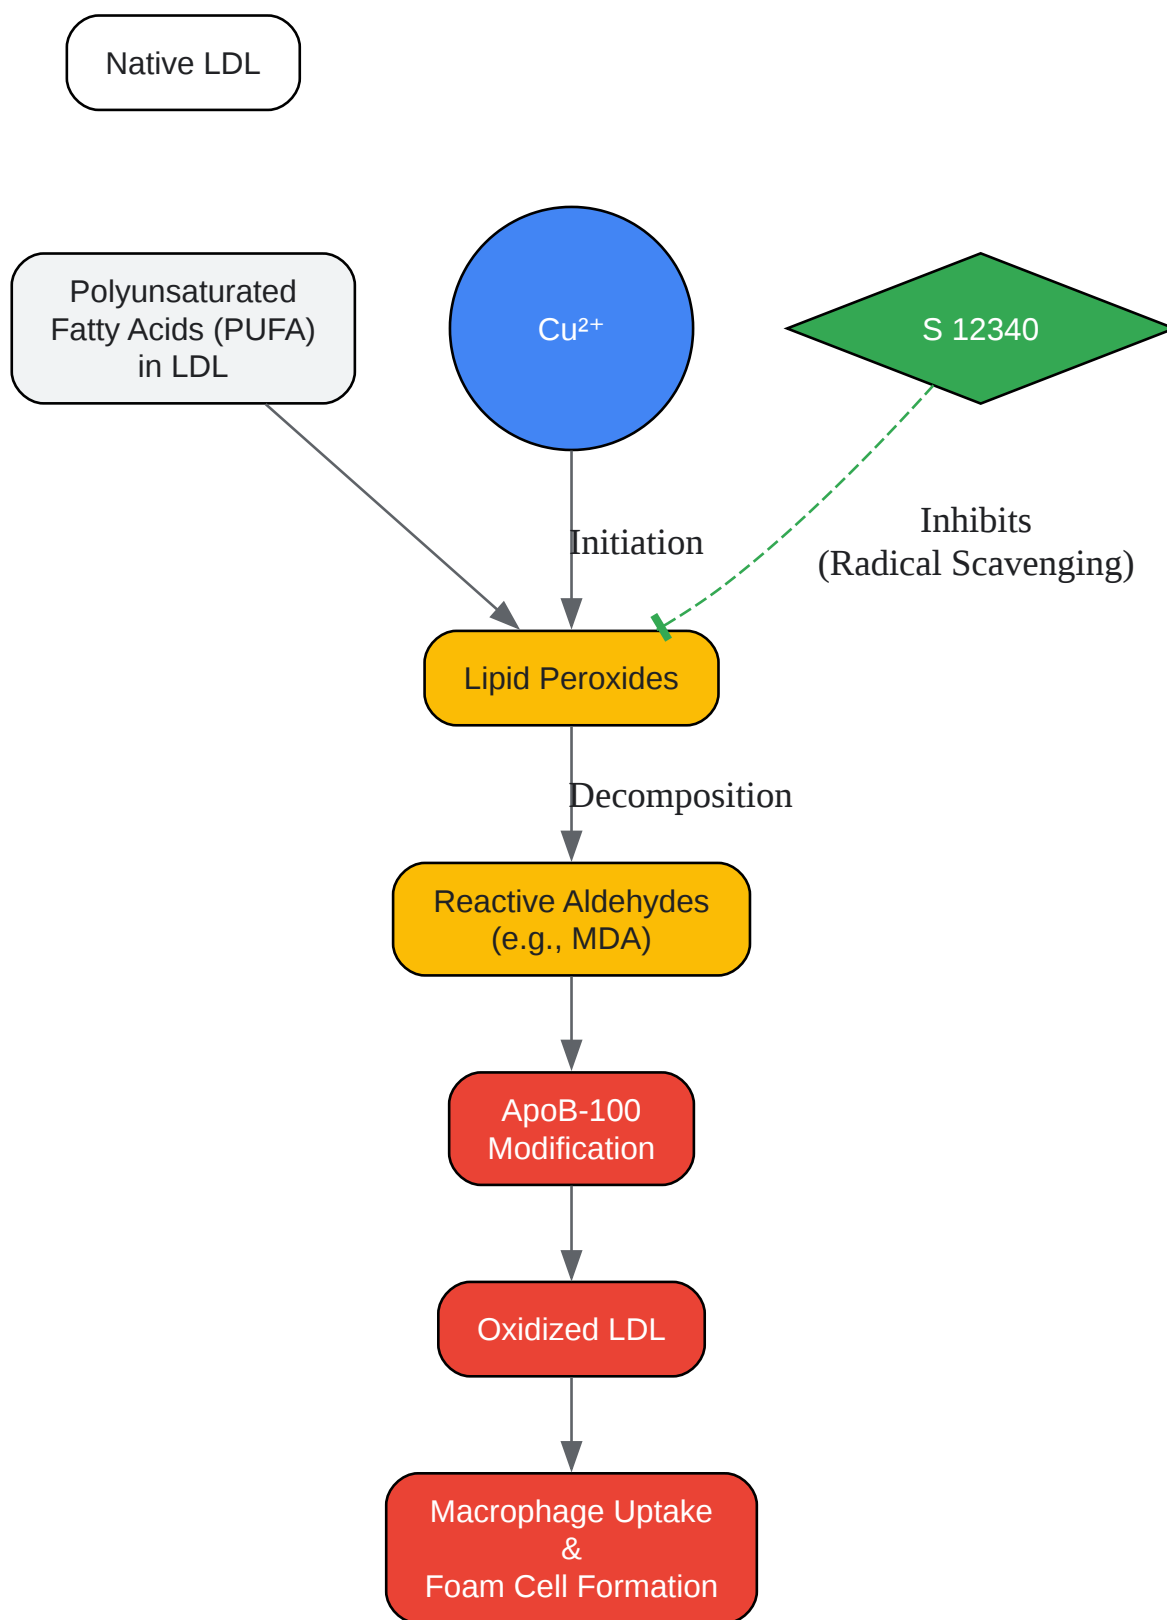 Native LDL
Polyunsaturated
Fatty Acids (PUFA)
in LDL
Cu²⁺
S 12340
Initiation
Inhibits
(Radical Scavenging)
Lipid Peroxides
Decomposition
Reactive Aldehydes
(e.g., MDA)
ApoB-100
Modification
Oxidized LDL
Macrophage Uptake
&
Foam Cell Formation